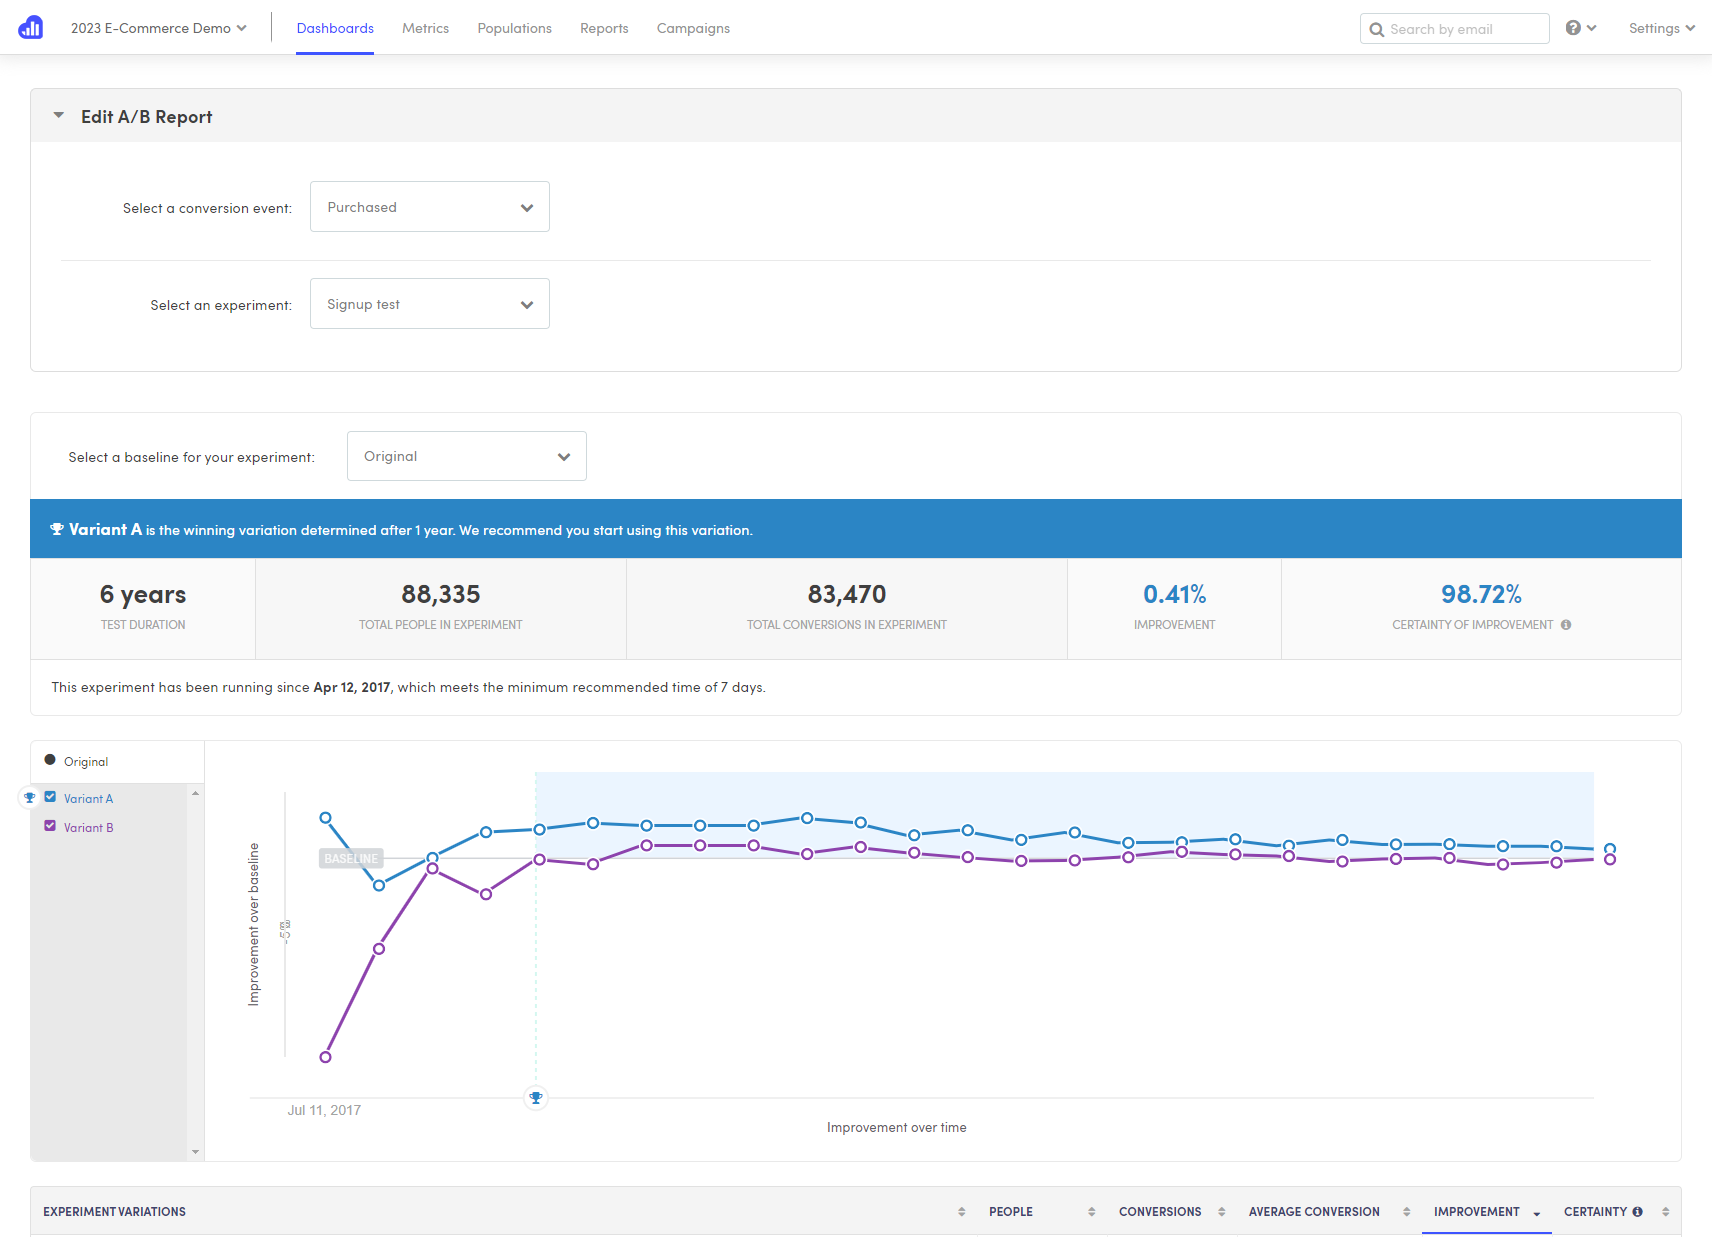 2023 E-Commerce Demo
Dashboards
Metrics
Populations
Reports
Campaigns
Search by email
Settings
Edit A/B Report
Select a conversion event:
Purchased
Select an experiment:
Signup test
Select a baseline for your experiment:
Original
Variant A is the winning variation determined after 1 year. We recommend you start using this variation.
6 years
TEST DURATION
88,335
TOTAL PEOPLE IN EXPERIMENT
83,470
TOTAL CONVERSIONS IN EXPERIMENT
0.41%
IMPROVEMENT
98.72%
CERTAINTY OF IMPROVEMENT
This experiment has been running since Apr 12, 2017, which meets the minimum recommended time of 7 days.
Original
Variant A
Variant B
Improvement over baseline
BASELINE
Jul 11, 2017
Improvement over time
EXPERIMENT VARIATIONS
PEOPLE
CONVERSIONS
AVERAGE CONVERSION
IMPROVEMENT
CERTAINTY